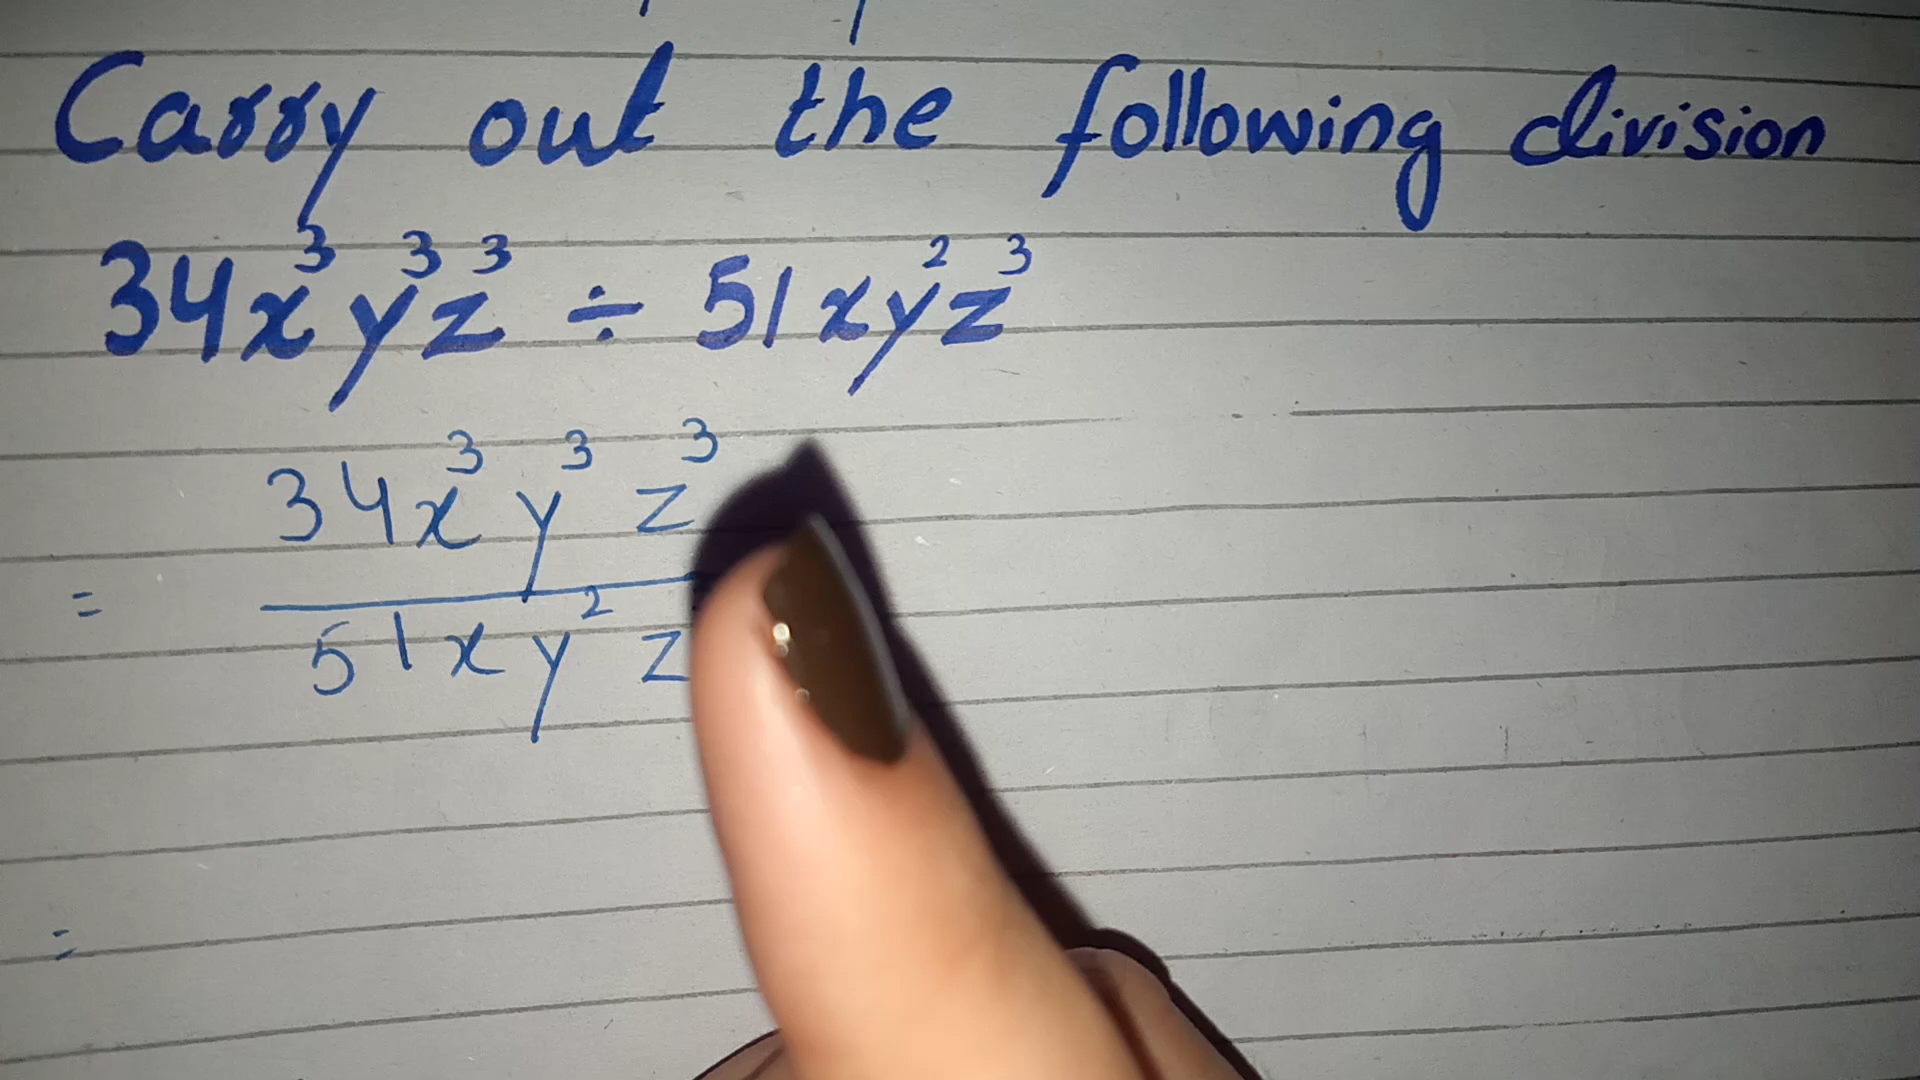 Carry out the following division
34x³y³z³ ÷ 51xy²z³
34x³y³z³
=
51xy²z
=